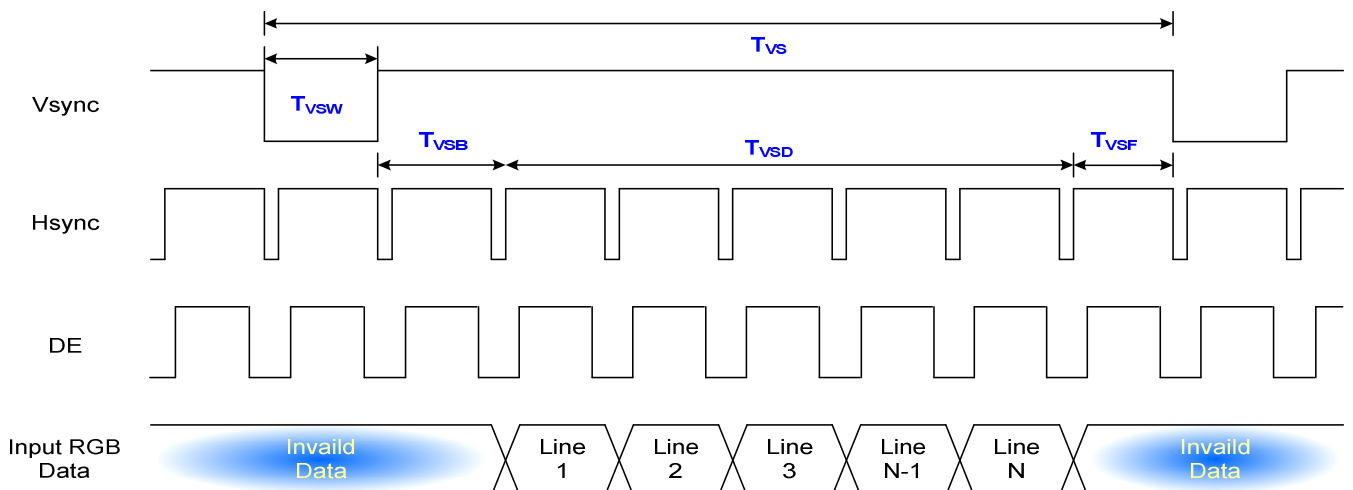 TVS
Vsync
TVSW
TVSB
TVSD
TVSF
Hsync
DE
Input RGB
Data
Invaild
Data
Line
1
Line
2
Line
3
Line
N-1
Line
N
Invaild
Data